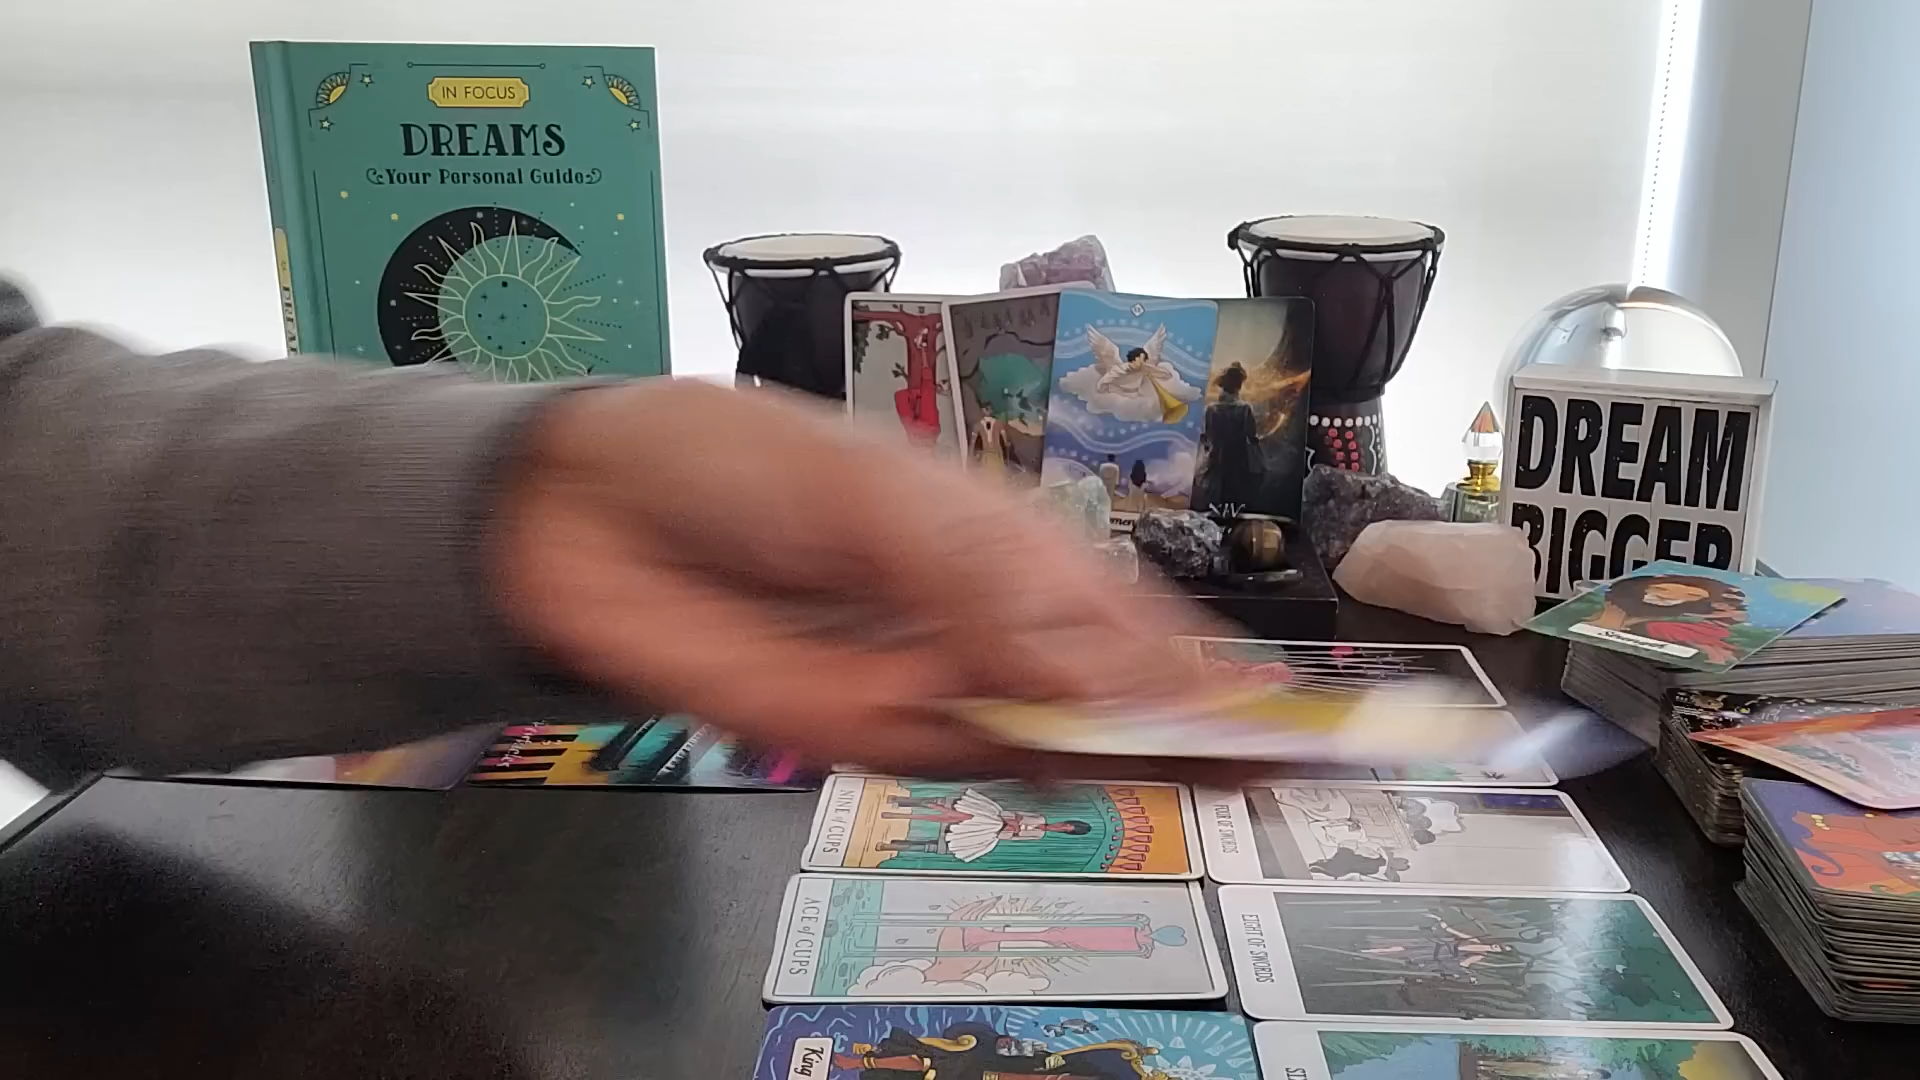 IN FOCUS
DREAMS
Your Personal Guide
DREAM
BIGGER
XIV
NINE of CUPS
FOUR OF SWORDS
ACE of CUPS
EIGHT OF SWORDS
King